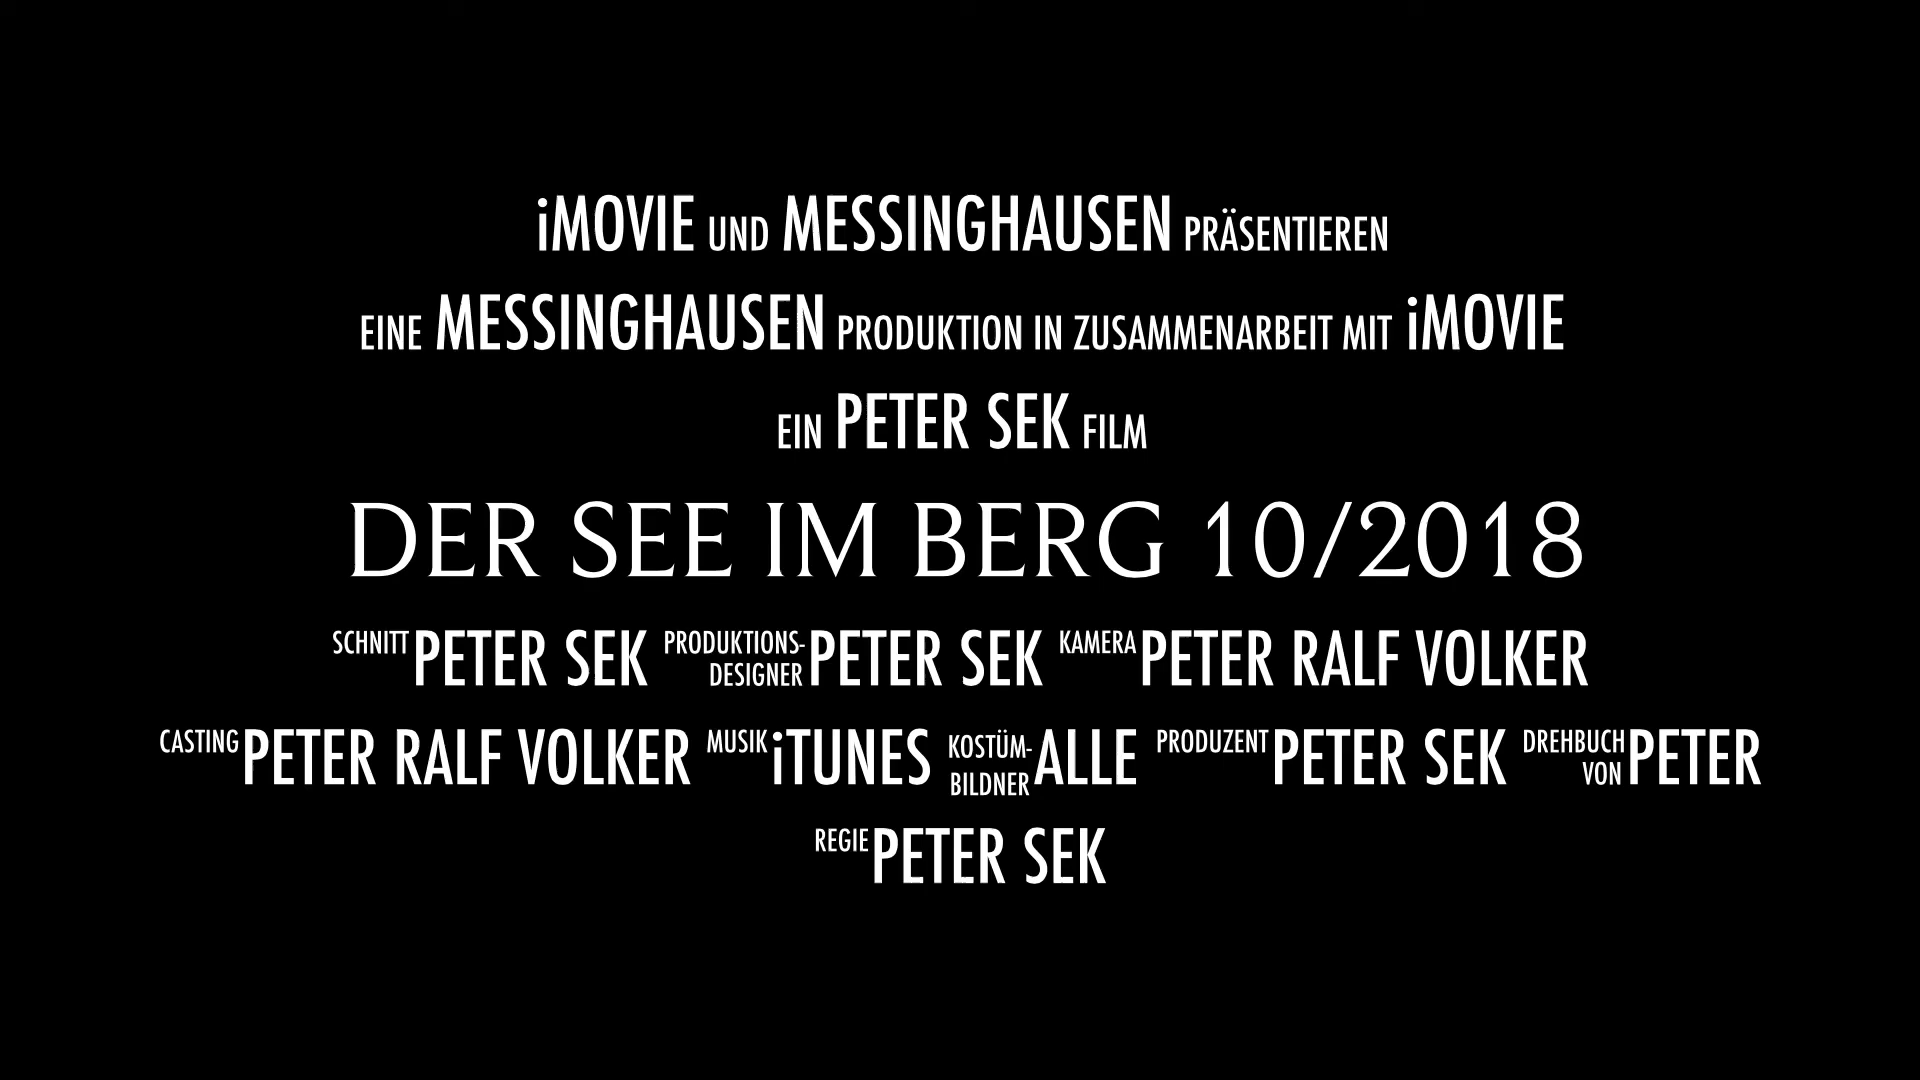 iMOVIE UND MESSINGHAUSEN PRÄSENTIEREN
EINE MESSINGHAUSEN PRODUKTION IN ZUSAMMENARBEIT MIT iMOVIE
EIN PETER SEK FILM
DER SEE IM BERG 10/2018
SCHNITT PETER SEK PRODUKTIONS-DESIGNER PETER SEK KAMERA PETER RALF VOLKER
CASTING PETER RALF VOLKER MUSIK iTUNES KOSTÜM-BILDNER ALLE PRODUZENT PETER SEK DREHBUCH VON PETER
REGIE PETER SEK